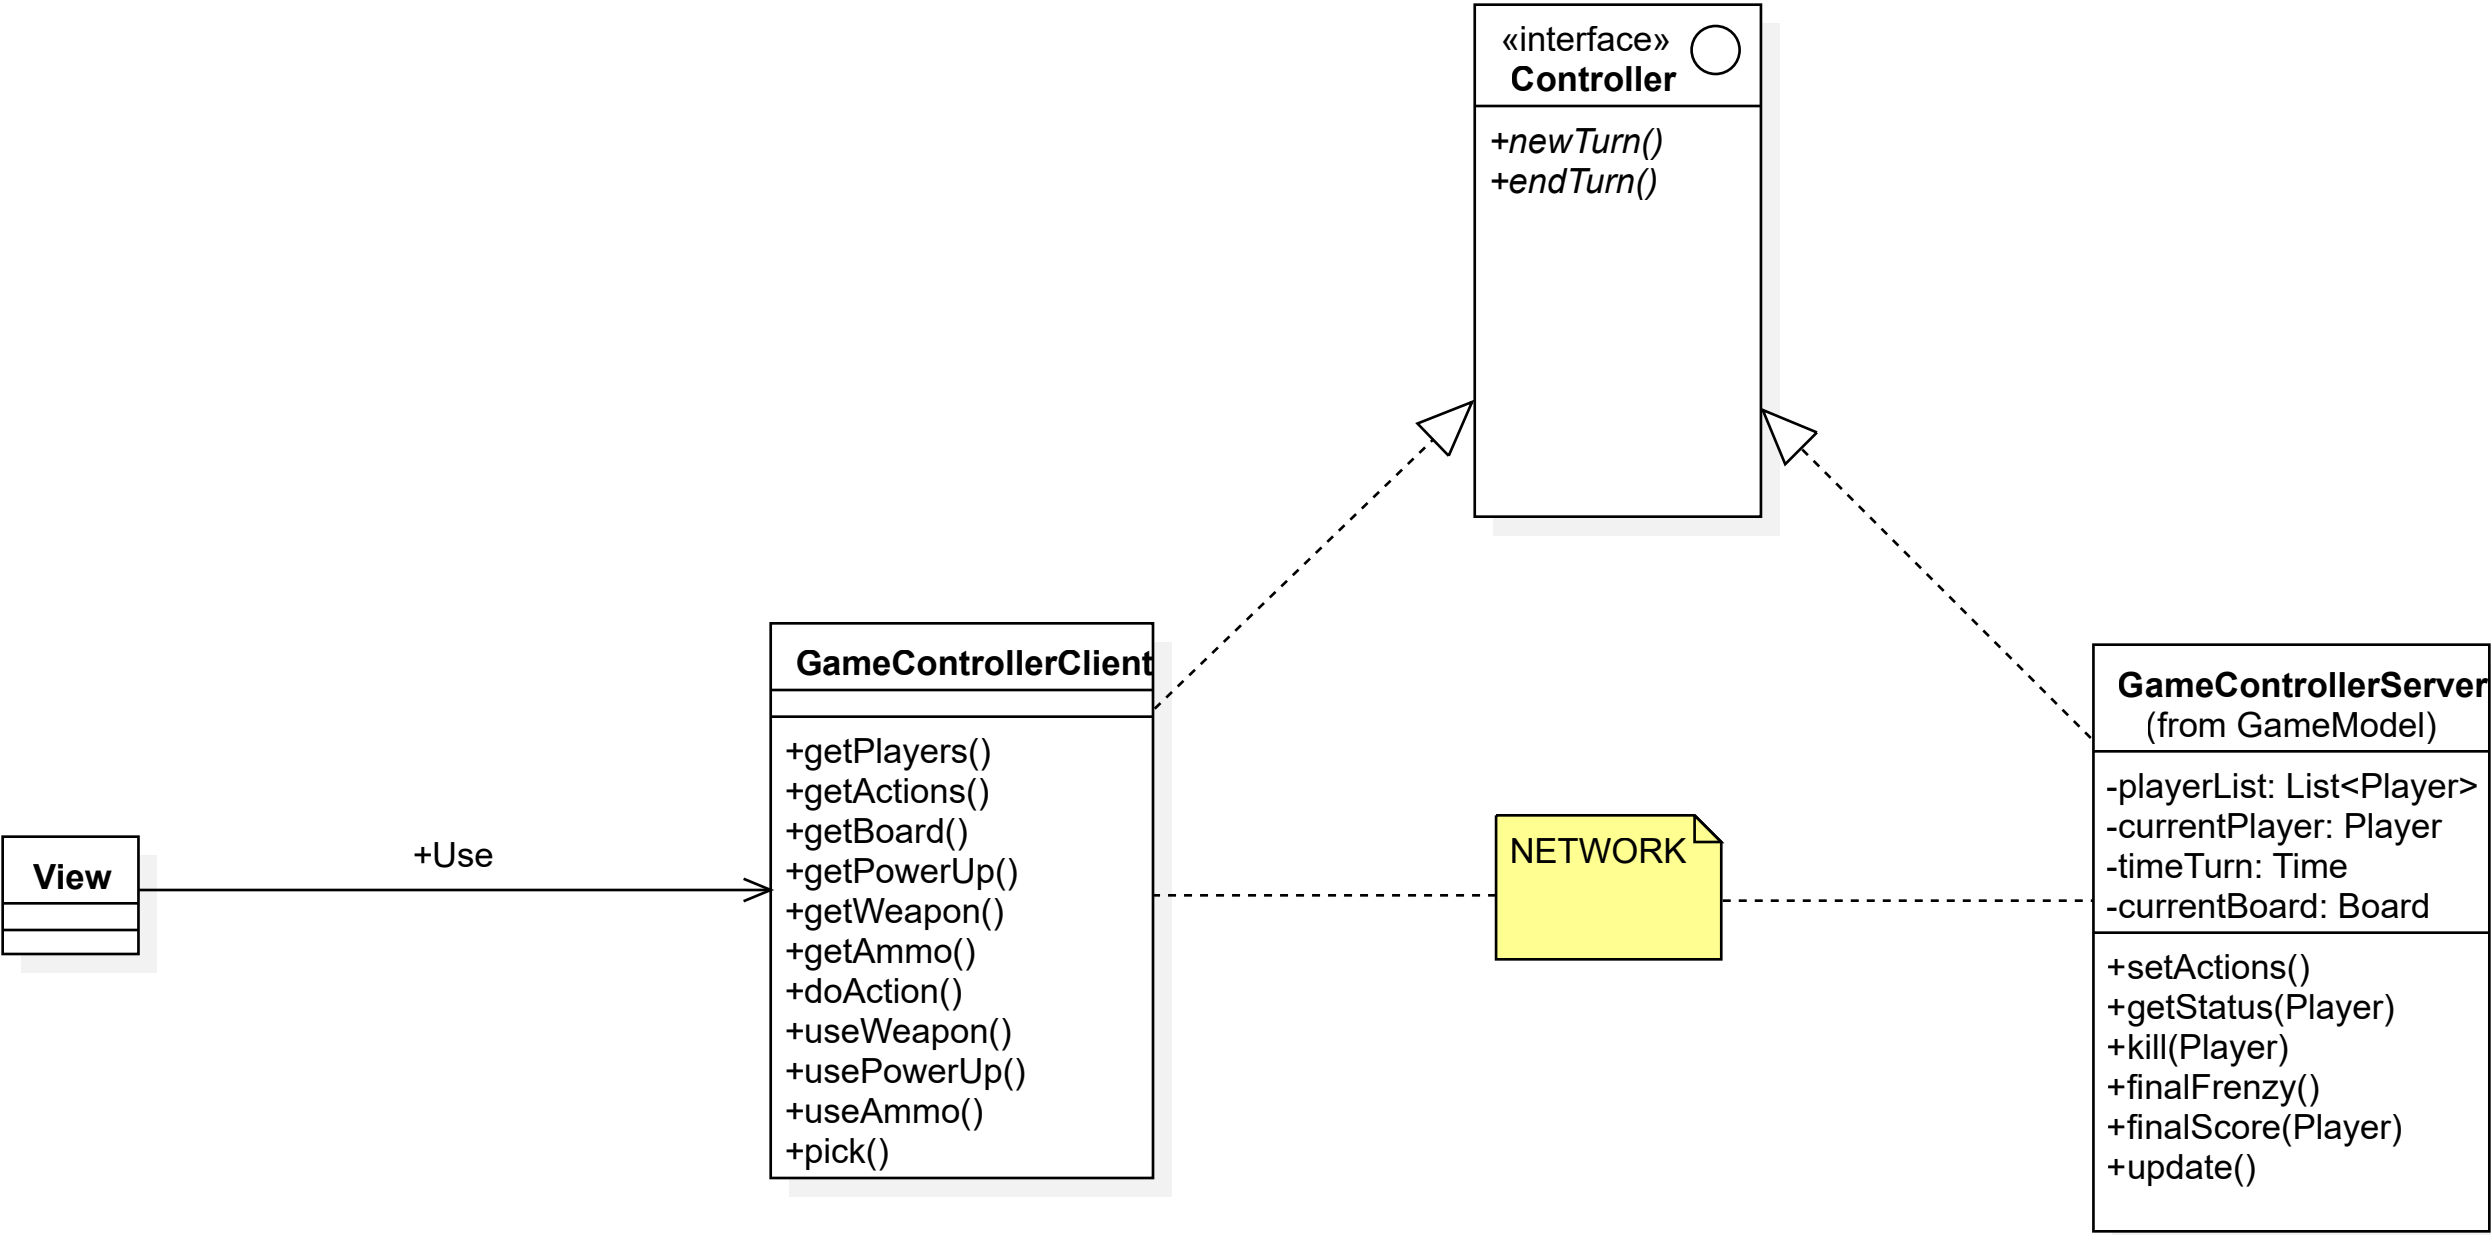 «interface»
Controller
+newTurn()
+endTurn()
GameControllerClient
+getPlayers()
+getActions()
+getBoard()
+getPowerUp()
+getWeapon()
+getAmmo()
+doAction()
+useWeapon()
+usePowerUp()
+useAmmo()
+pick()
View
+Use
NETWORK
GameControllerServer
(from GameModel)
-playerList: List<Player>
-currentPlayer: Player
-timeTurn: Time
-currentBoard: Board
+setActions()
+getStatus(Player)
+kill(Player)
+finalFrenzy()
+finalScore(Player)
+update()